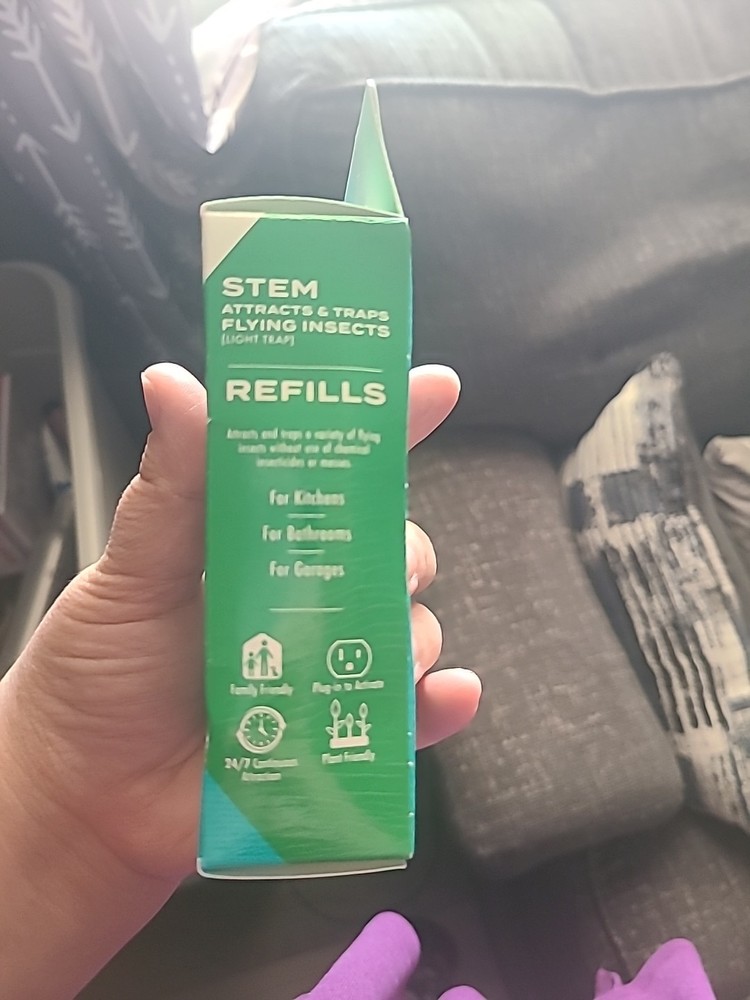 STEM
ATTRACTS & TRAPS
FLYING INSECTS
(LIGHT TRAP)
REFILLS
Attracts and traps a variety of flying
insects without use of chemical
insecticides or messes
For Kitchens
For Bathrooms
For Garages
Family Friendly
Plug-in to Activate
24/7 Continuous
Attraction
Plant Friendly